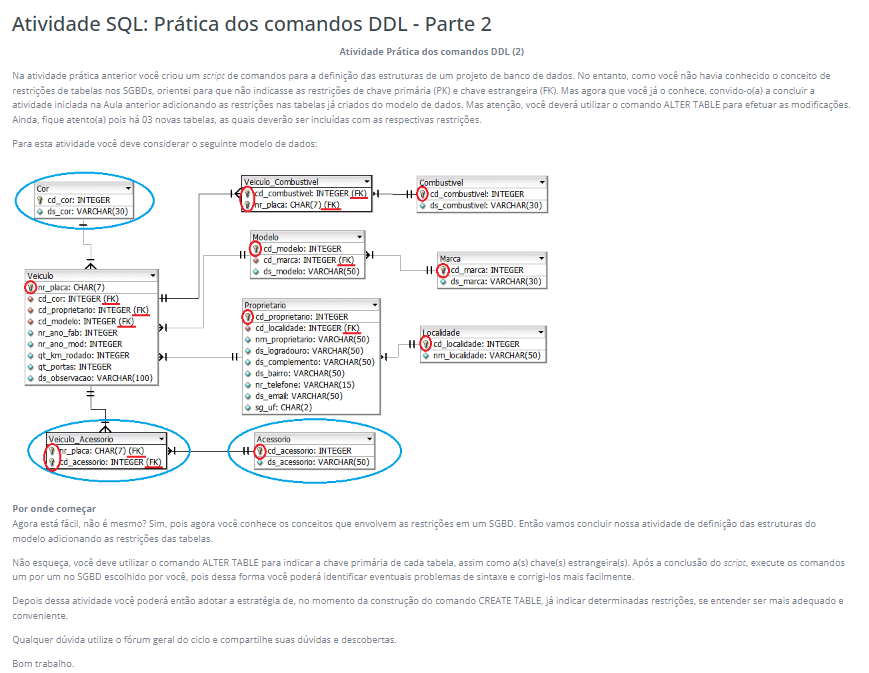 Atividade SQL: Prática dos comandos DDL - Parte 2
Atividade Prática dos comandos DDL (2)
Na atividade prática anterior você criou um script de comandos para a definição das estruturas de um projeto de banco de dados. No entanto, como você não havia conhecido o conceito de
restrições de tabelas nos SGBDs, orientei para que não indicasse as restrições de chave primária (PK) e chave estrangeira (FK). Mas agora que você já o conhece, convido-o(a) a concluir a
atividade iniciada na Aula anterior adicionando as restrições nas tabelas já criados do modelo de dados. Mas atenção, você deverá utilizar o comando ALTER TABLE para efetuar as modificações.
Ainda, fique atento(a) pois há 03 novas tabelas, as quais deverão ser incluídas com as respectivas restrições.
Para esta atividade você deve considerar o seguinte modelo de dados:
Cor
cd_cor: INTEGER
ds_cor: VARCHAR(30)
Veiculo_Combustivel
cd_combustivel: INTEGER (FK)
nr_placa: CHAR(7) (FK)
Combustivel
cd_combustivel: INTEGER
ds_combustivel: VARCHAR(30)
Modelo
cd_modelo: INTEGER
cd_marca: INTEGER (FK)
ds_modelo: VARCHAR(50)
Marca
cd_marca: INTEGER
ds_marca: VARCHAR(30)
Veiculo
nr_placa: CHAR(7)
cd_cor: INTEGER (FK)
cd_proprietario: INTEGER (FK)
cd_modelo: INTEGER (FK)
nr_ano_fab: INTEGER
nr_ano_mod: INTEGER
qt_km_rodado: INTEGER
qt_portas: INTEGER
ds_observacao: VARCHAR(100)
Proprietario
cd_proprietario: INTEGER
cd_localidade: INTEGER (FK)
nm_proprietario: VARCHAR(50)
ds_logradouro: VARCHAR(50)
ds_complemento: VARCHAR(50)
ds_bairro: VARCHAR(50)
nr_telefone: VARCHAR(15)
ds_email: VARCHAR(50)
sg_uf: CHAR(2)
Localidade
cd_localidade: INTEGER
nm_localidade: VARCHAR(50)
Veiculo_Acessorio
nr_placa: CHAR(7) (FK)
cd_acessorio: INTEGER (FK)
Acessorio
cd_acessorio: INTEGER
ds_acessorio: VARCHAR(50)
Por onde começar
Agora está fácil, não é mesmo? Sim, pois agora você conhece os conceitos que envolvem as restrições em um SGBD. Então vamos concluir nossa atividade de definição das estruturas do
modelo adicionando as restrições das tabelas.
Não esqueça, você deve utilizar o comando ALTER TABLE para indicar a chave primária de cada tabela, assim como a(s) chave(s) estrangeira(s). Após a conclusão do script, execute os comandos
um por um no SGBD escolhido por você, pois dessa forma você poderá identificar eventuais problemas de sintaxe e corrigi-los mais facilmente.
Depois dessa atividade você poderá então adotar a estratégia de, no momento da construção do comando CREATE TABLE, já indicar determinadas restrições, se entender ser mais adequado e
conveniente.
Qualquer dúvida utilize o fórum geral do ciclo e compartilhe suas dúvidas e descobertas.
Bom trabalho.